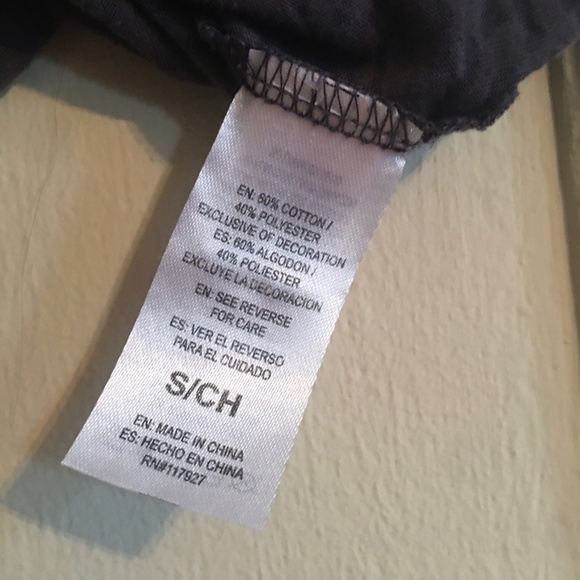 EN: 60% COTTON /
40% POLYESTER
EXCLUSIVE OF DECORATION
ES: 60% ALGODON /
40% POLIESTER
EXCLUYE LA DECORACION
EN: SEE REVERSE
FOR CARE
ES: VER EL REVERSO
PARA EL CUIDADO
S/CH
EN: MADE IN CHINA
ES: HECHO EN CHINA
RN#117927